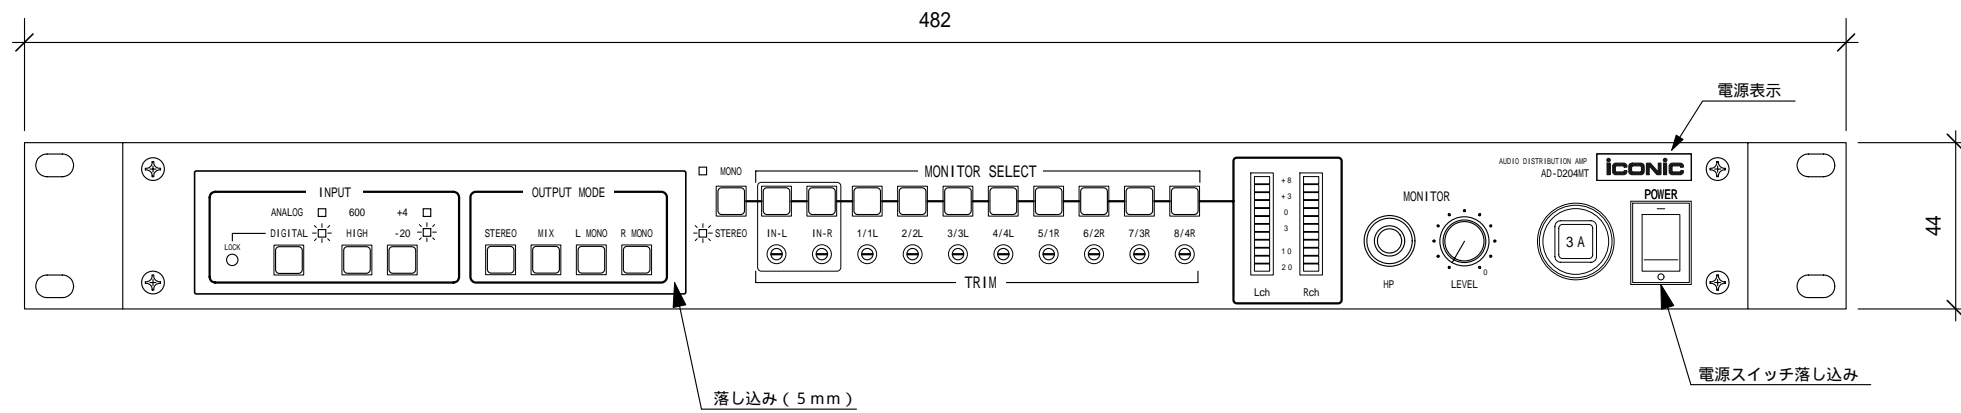 482
電源表示
44
INPUT
ANALOG 600 +4
DIGITAL HIGH -20
LOCK
OUTPUT MODE
STEREO MIX L MONO R MONO
MONO
STEREO
MONITOR SELECT
IN-L IN-R 1/1L 2/2L 3/3L 4/4L 5/1R 6/2R 7/3R 8/4R
TRIM
+8
+3
0
3
10
20
Lch Rch
MONITOR
HP LEVEL
0
AUDIO DISTRIBUTION AMP
AD-D204MT
iconic
POWER
3A
落し込み(5mm)
電源スイッチ落し込み